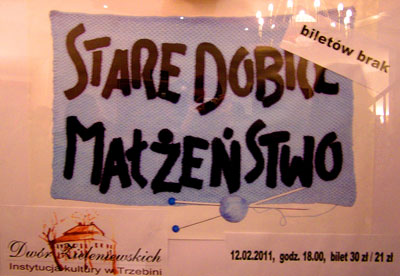 STARE DOBRE
biletów brak
MAŁŻEŃSTWO
Dwór Zieleniewskich
Instytucja kultury w Trzebini
12.02.2011, godz. 18.00, bilet 30 zł / 21 zł